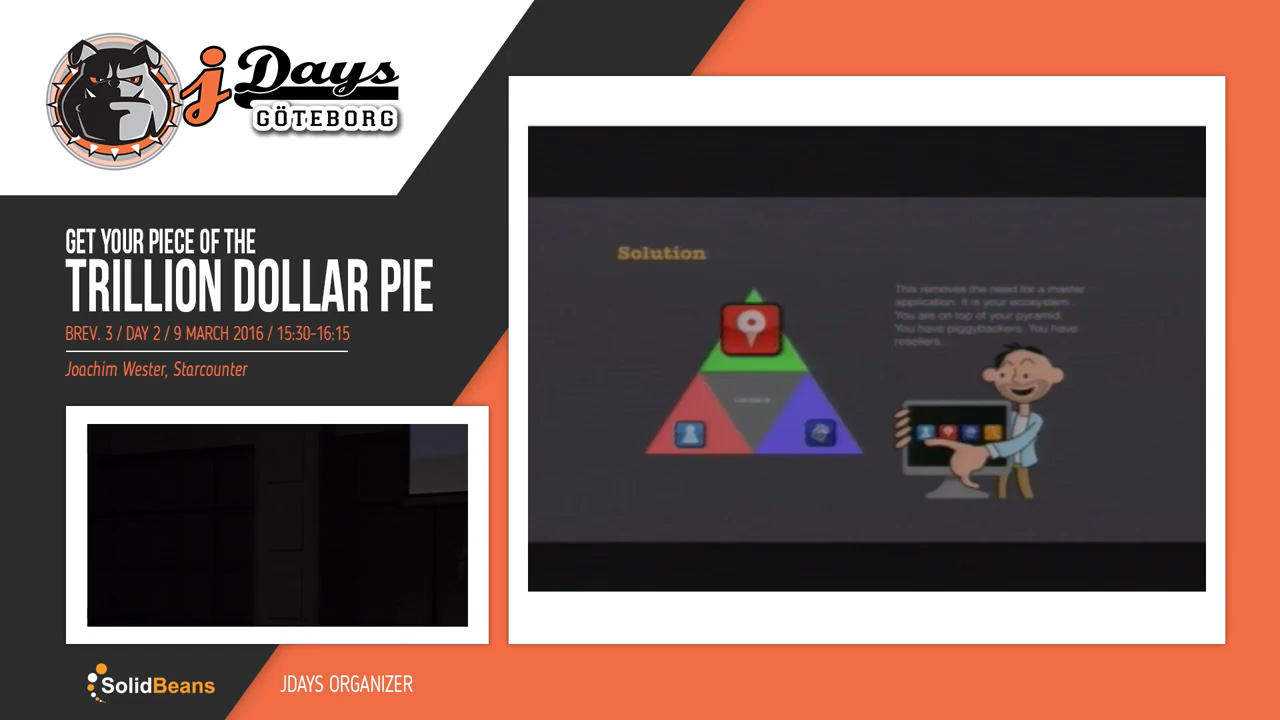 jDays
GÖTEBORG
GET YOUR PIECE OF THE
TRILLION DOLLAR PIE
BREV. 3 / DAY 2 / 9 MARCH 2016 / 15:30-16:15
Joachim Wester, Starcounter
Solution
This removes the need for a master
application. It is your ecosystem.
You are on top of your pyramid.
You have piggybackers. You have
resellers.
SolidBeans
JDAYS ORGANIZER